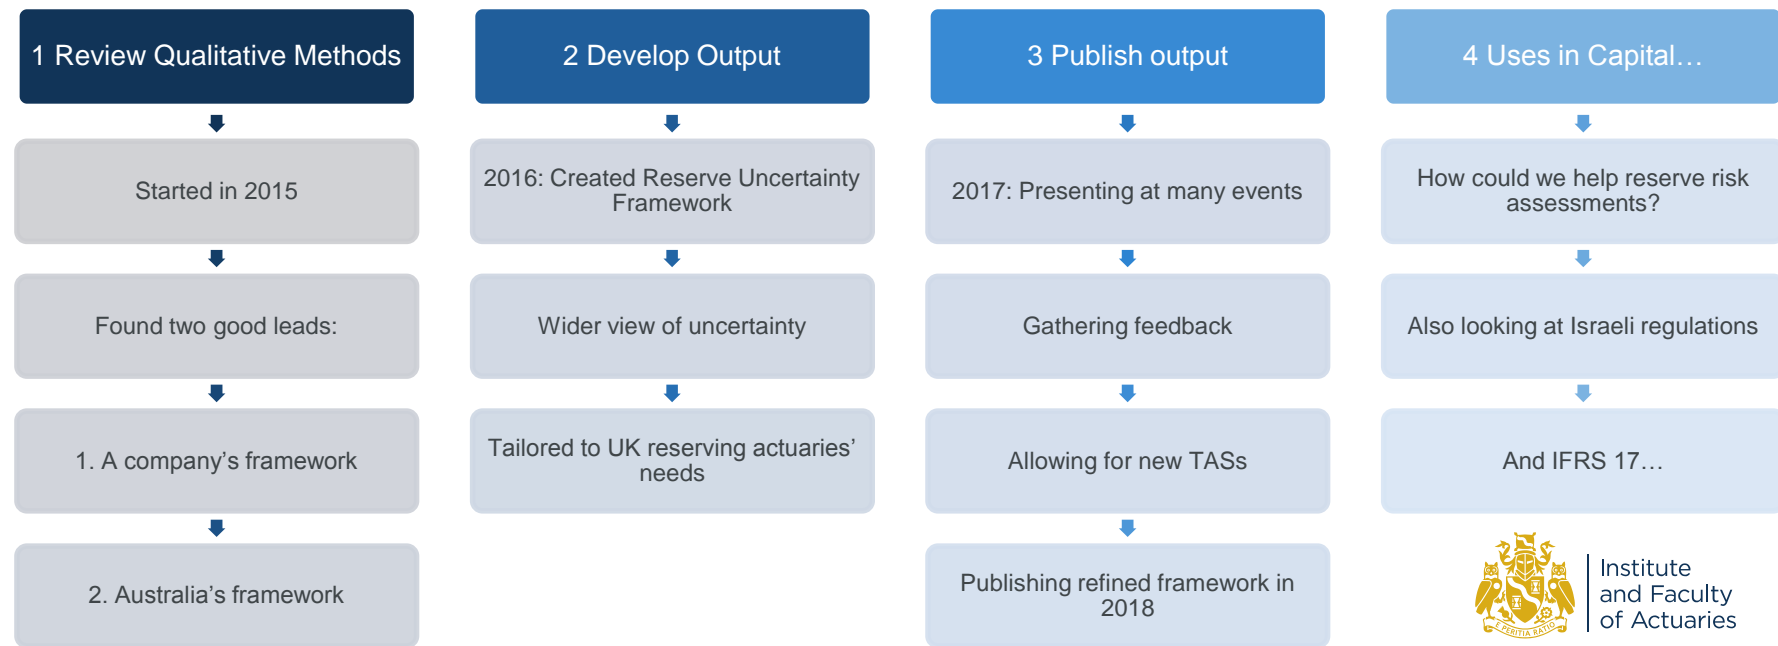 1 Review Qualitative Methods
Started in 2015
Found two good leads:
1. A company’s framework
2. Australia’s framework
2 Develop Output
2016: Created Reserve Uncertainty
Framework
Wider view of uncertainty
Tailored to UK reserving actuaries’
needs
3 Publish output
2017: Presenting at many events
Gathering feedback
Allowing for new TASs
Publishing refined framework in
2018
4 Uses in Capital…
How could we help reserve risk
assessments?
Also looking at Israeli regulations
And IFRS 17…
E PERITIA RATIO
Institute
and Faculty
of Actuaries